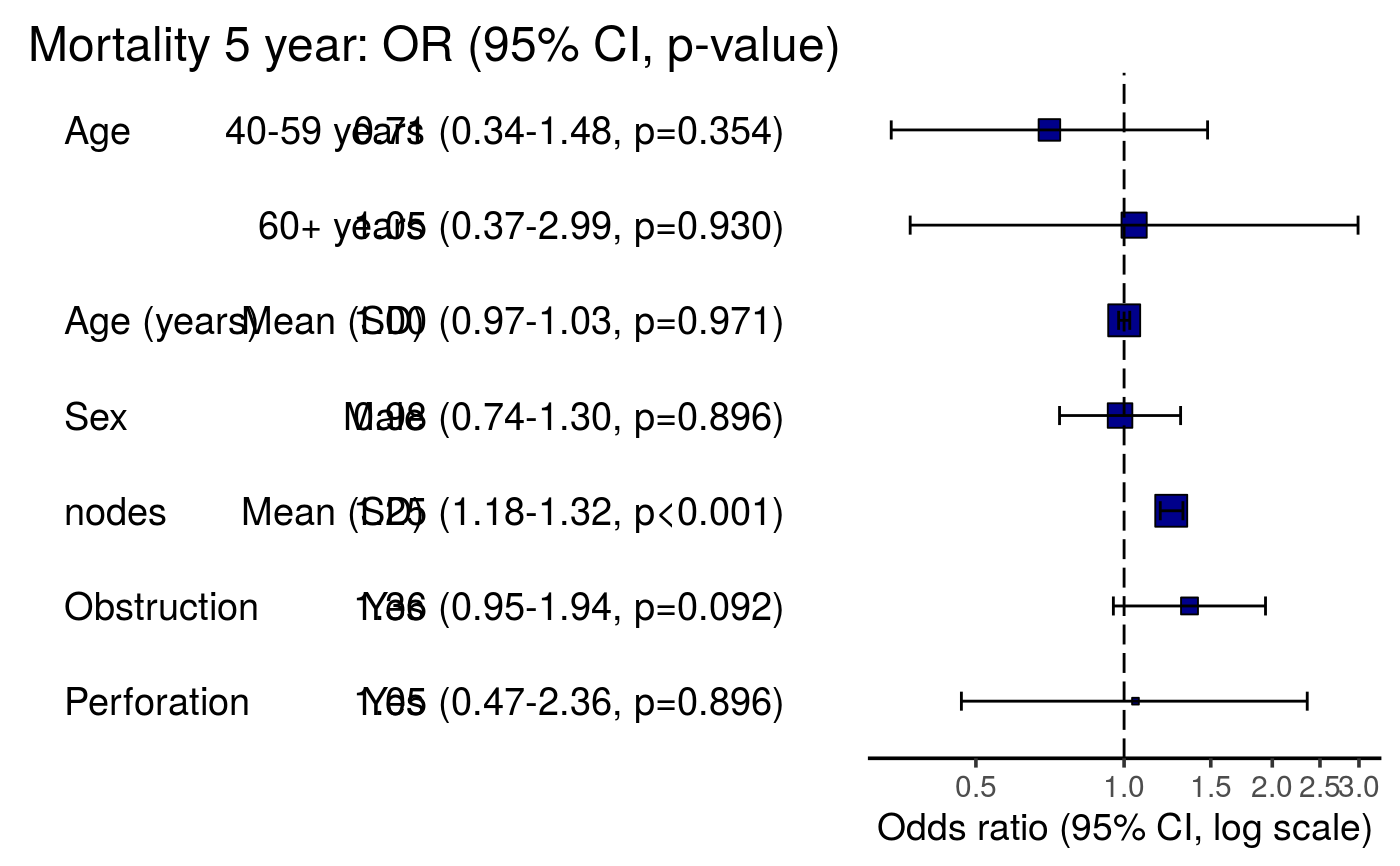 Mortality 5 year: OR (95% CI, p-value)
Age 40-59 years 0.71 (0.34-1.48, p=0.354)
60+ years 1.05 (0.37-2.99, p=0.930)
Age (years) Mean (SD) 1.00 (0.97-1.03, p=0.971)
Sex Male 0.98 (0.74-1.30, p=0.896)
nodes Mean (SD) 1.25 (1.18-1.32, p<0.001)
Obstruction Yes 1.36 (0.95-1.94, p=0.092)
Perforation Yes 1.05 (0.47-2.36, p=0.896)
0.5 1.0 1.5 2.0 2.5 3.0
Odds ratio (95% CI, log scale)